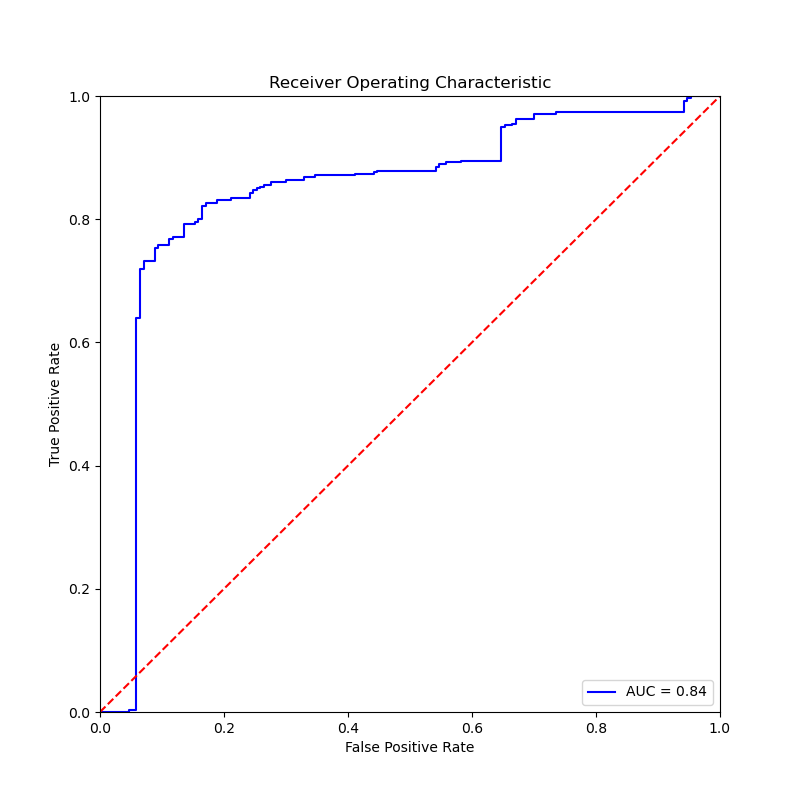 Receiver Operating Characteristic
True Positive Rate
1.0
0.8
0.6
0.4
0.2
0.0
AUC = 0.84
0.0 0.2 0.4 0.6 0.8 1.0
False Positive Rate